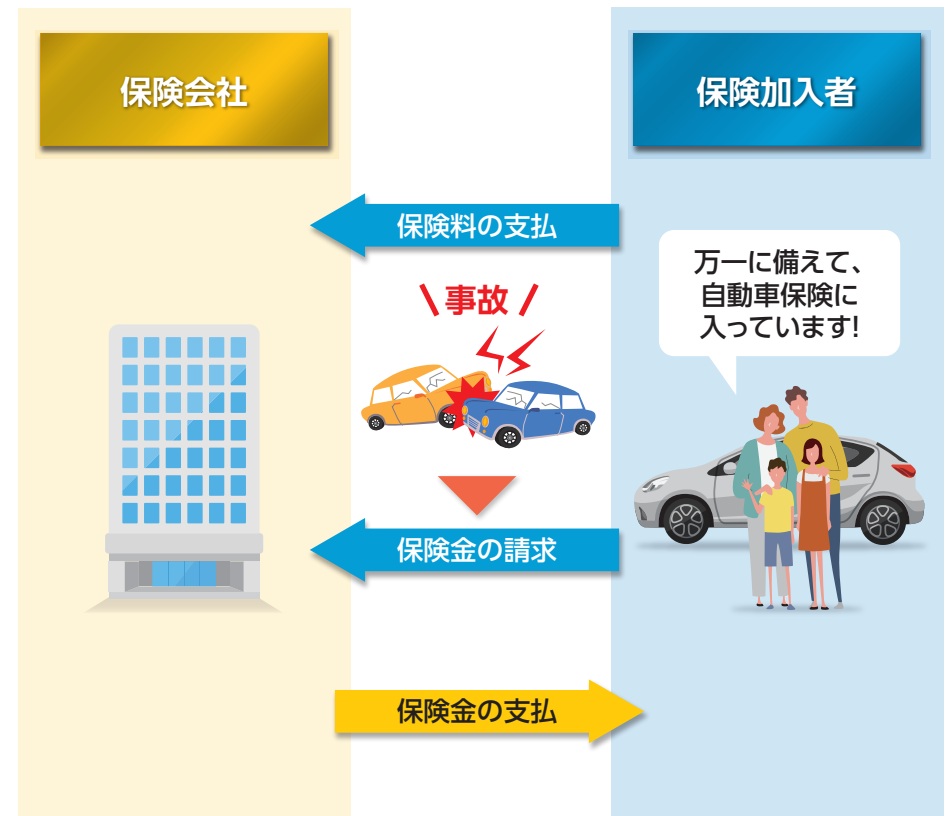 保険会社
保険加入者
保険料の支払
万一に備えて、
自動車保険に
入っています!
\ 事故 /
保険金の請求
保険金の支払